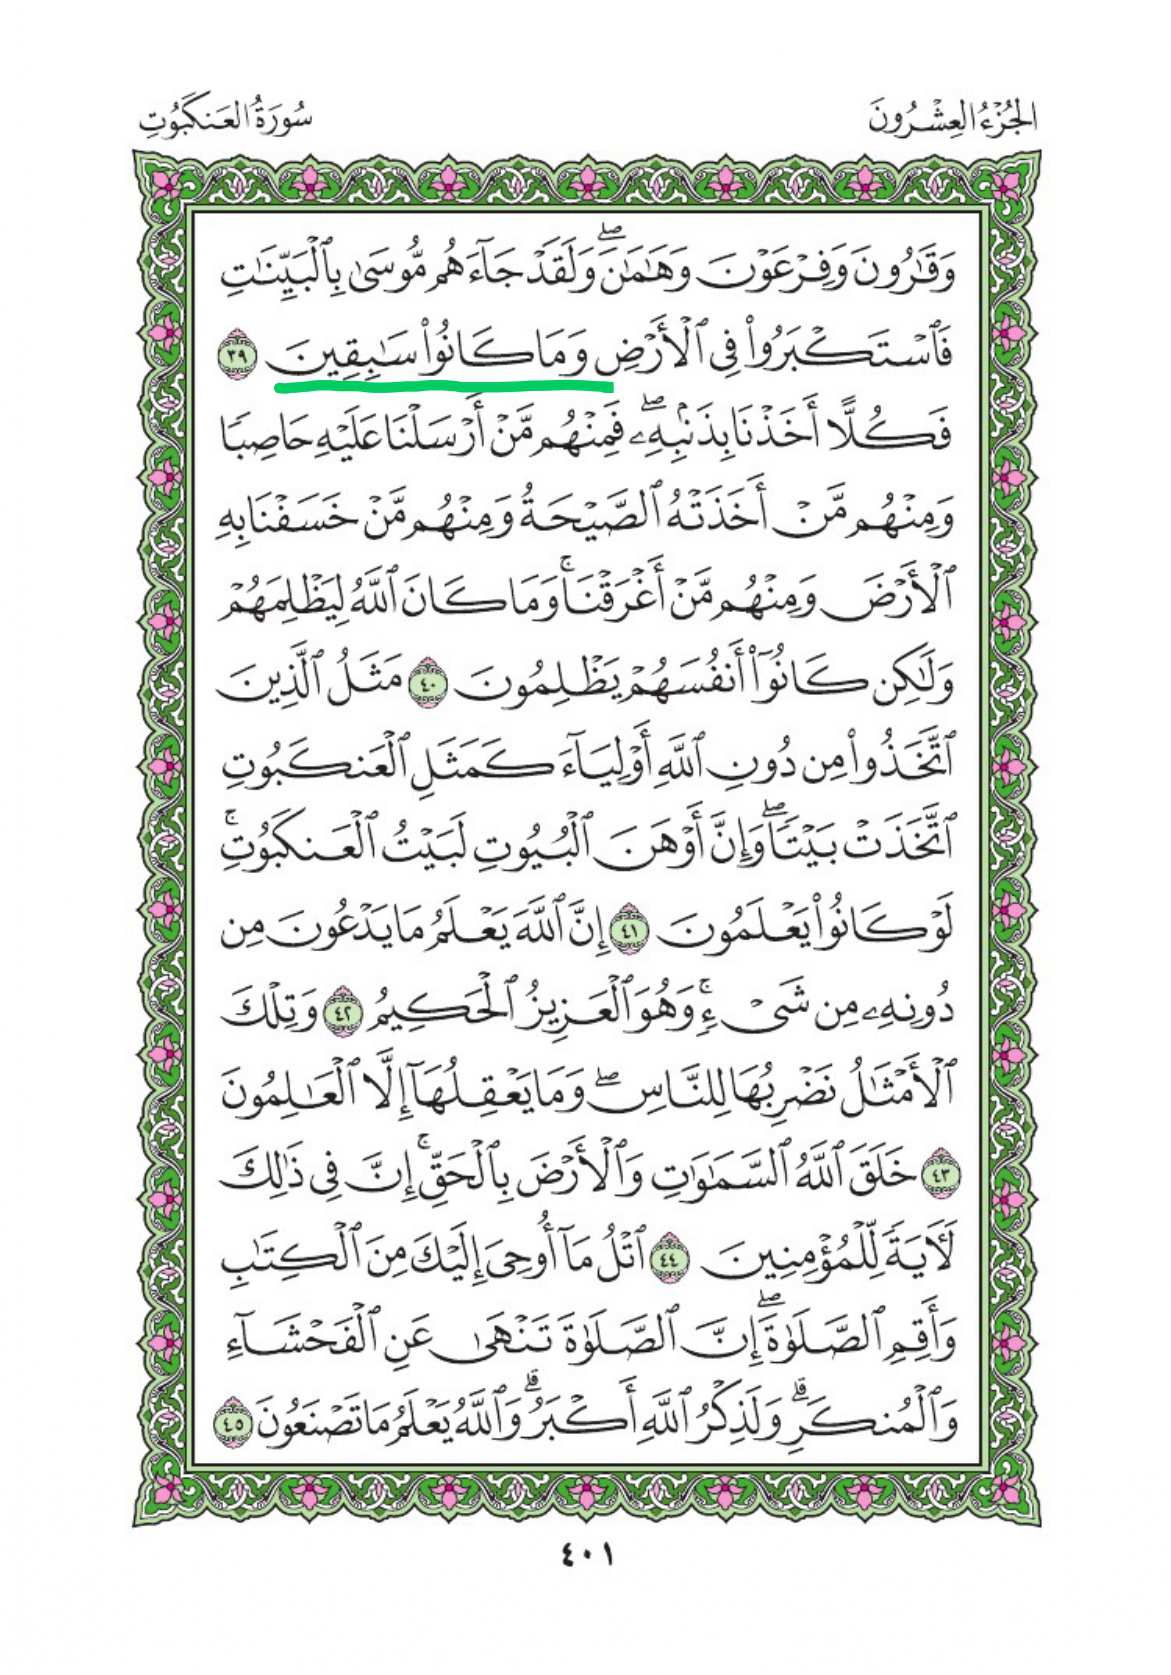 الجُزْءُ العِشْرُونَ
سُورَةُ العَنكَبُوتِ
وَقَٰرُونَ وَفِرْعَوْنَ وَهَٰمَٰنَۖ وَلَقَدْ جَآءَهُم مُّوسَىٰ بِٱلْبَيِّنَٰتِ
فَٱسْتَكْبَرُوا۟ فِى ٱلْأَرْضِ وَمَا كَانُوا۟ سَٰبِقِينَ ٣٩
فَكُلًّا أَخَذْنَا بِذَنۢبِهِۦۖ فَمِنْهُم مَّنْ أَرْسَلْنَا عَلَيْهِ حَاصِبًا
وَمِنْهُم مَّنْ أَخَذَتْهُ ٱلصَّيْحَةُ وَمِنْهُم مَّنْ خَسَفْنَا بِهِ
ٱلْأَرْضَ وَمِنْهُم مَّنْ أَغْرَقْنَاۚ وَمَا كَانَ ٱللَّهُ لِيَظْلِمَهُمْ
وَلَٰكِن كَانُوٓا۟ أَنفُسَهُمْ يَظْلِمُونَ ٤٠ مَثَلُ ٱلَّذِينَ
ٱتَّخَذُوا۟ مِن دُونِ ٱللَّهِ أَوْلِيَآءَ كَمَثَلِ ٱلْعَنكَبُوتِ
ٱتَّخَذَتْ بَيْتًاۖ وَإِنَّ أَوْهَنَ ٱلْبُيُوتِ لَبَيْتُ ٱلْعَنكَبُوتِۚ
لَوْ كَانُوا۟ يَعْلَمُونَ ٤١ إِنَّ ٱللَّهَ يَعْلَمُ مَا يَدْعُونَ مِن
دُونِهِۦ مِن شَىْءٍۚ وَهُوَ ٱلْعَزِيزُ ٱلْحَكِيمُ ٤٢ وَتِلْكَ
ٱلْأَمْثَٰلُ نَضْرِبُهَا لِلنَّاسِۖ وَمَا يَعْقِلُهَآ إِلَّا ٱلْعَٰلِمُونَ
٤٣ خَلَقَ ٱللَّهُ ٱلسَّمَٰوَٰتِ وَٱلْأَرْضَ بِٱلْحَقِّۚ إِنَّ فِى ذَٰلِكَ
لَءَايَةً لِّلْمُؤْمِنِينَ ٤٤ ٱتْلُ مَآ أُوحِىَ إِلَيْكَ مِنَ ٱلْكِتَٰبِ
وَأَقِمِ ٱلصَّلَوٰةَۖ إِنَّ ٱلصَّلَوٰةَ تَنْهَىٰ عَنِ ٱلْفَحْشَآءِ
وَٱلْمُنكَرِۗ وَلَذِكْرُ ٱللَّهِ أَكْبَرُۗ وَٱللَّهُ يَعْلَمُ مَا تَصْنَعُونَ ٤٥
٤٠١